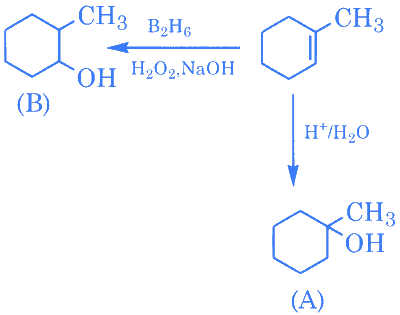 CH₃
B₂H₆
CH₃
H₂O₂,NaOH
OH
(B)
H⁺/H₂O
CH₃
OH
(A)